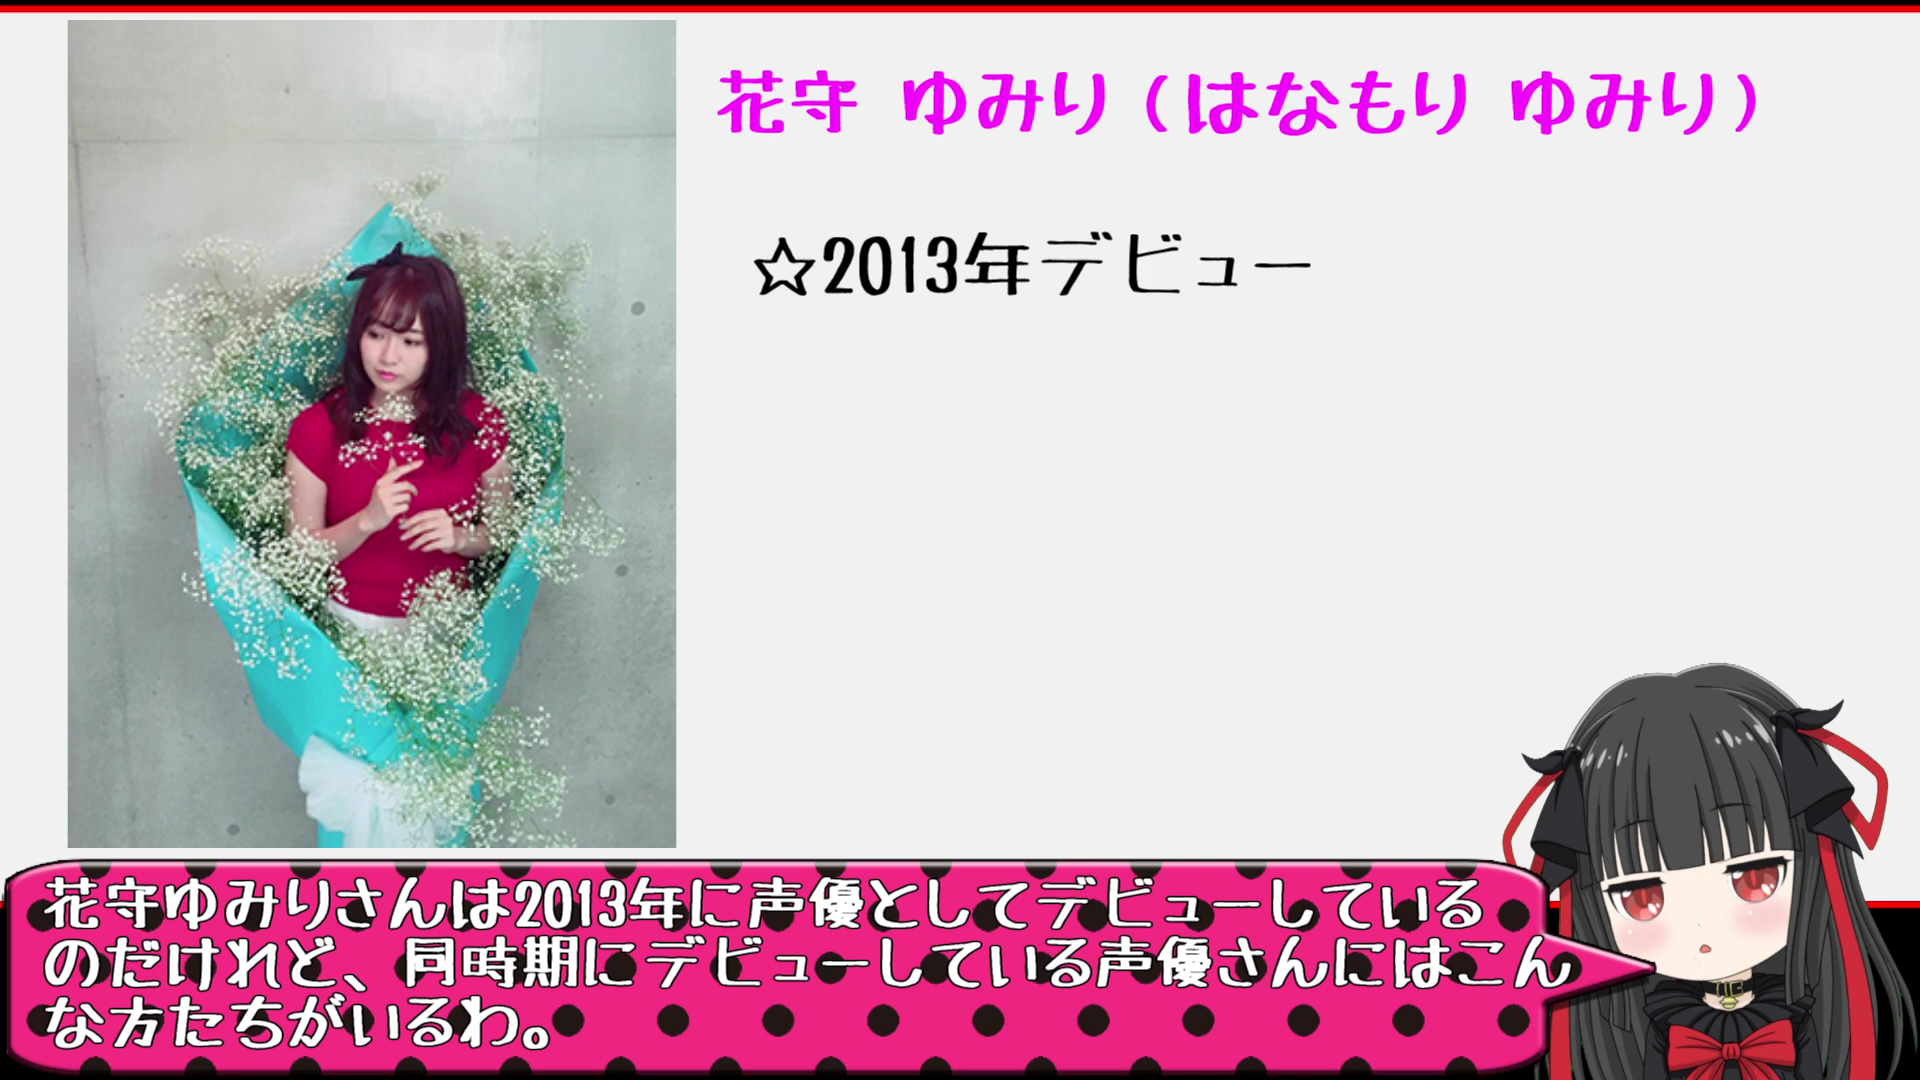 花守 ゆみり(はなもり ゆみり)
☆2013年デビュー
花守ゆみりさんは2013年に声優としてデビューしている
のだけれど、同時期にデビューしている声優さんにはこん
な方たちがいるわ。